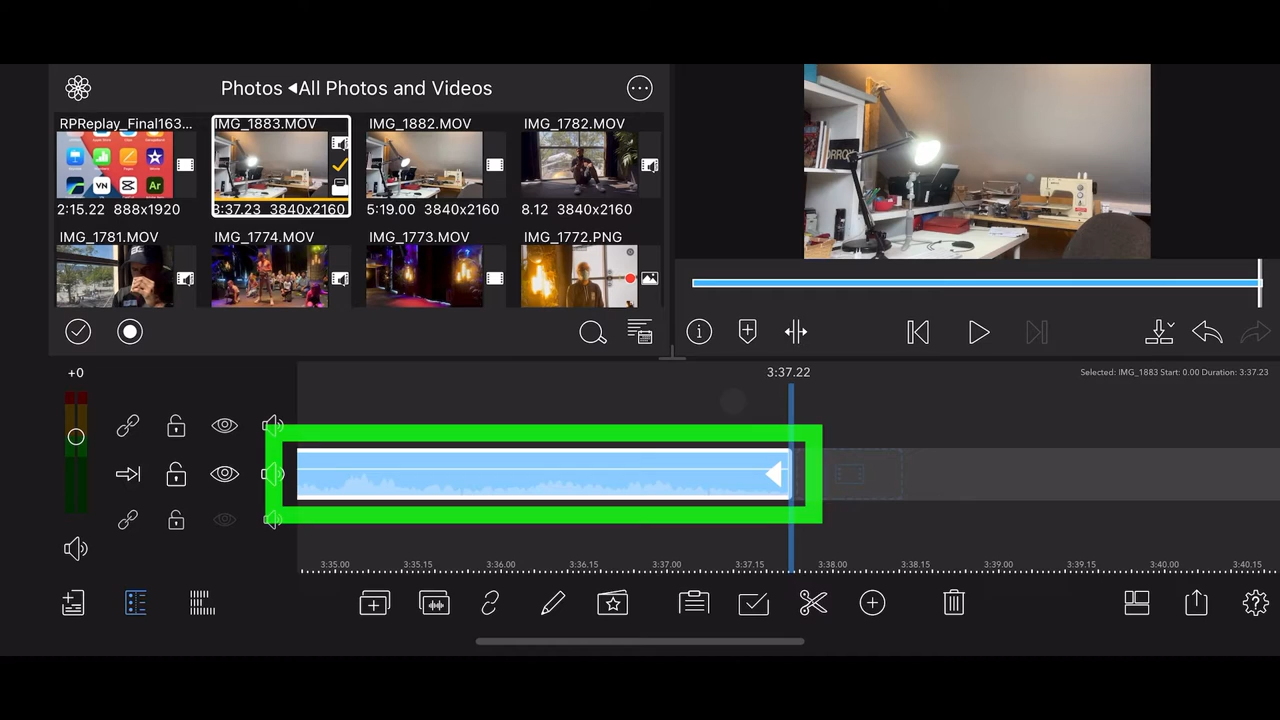 Photos ◀All Photos and Videos
RPReplay_Final163...
IMG_1883.MOV
IMG_1882.MOV
IMG_1782.MOV
VN
Ar
2:15.22 888x1920
3:37.23 3840x2160
5:19.00 3840x2160
8.12 3840x2160
IMG_1781.MOV
IMG_1774.MOV
IMG_1773.MOV
IMG_1772.PNG
+0
3:37.22
Selected: IMG_1883 Start: 0.00 Duration: 3:37.23
3:35.00 3:35.15 3:36.00 3:36.15 3:37.00 3:37.15 3:38.00 3:38.15 3:39.00 3:39.15 3:40.00 3:40.15